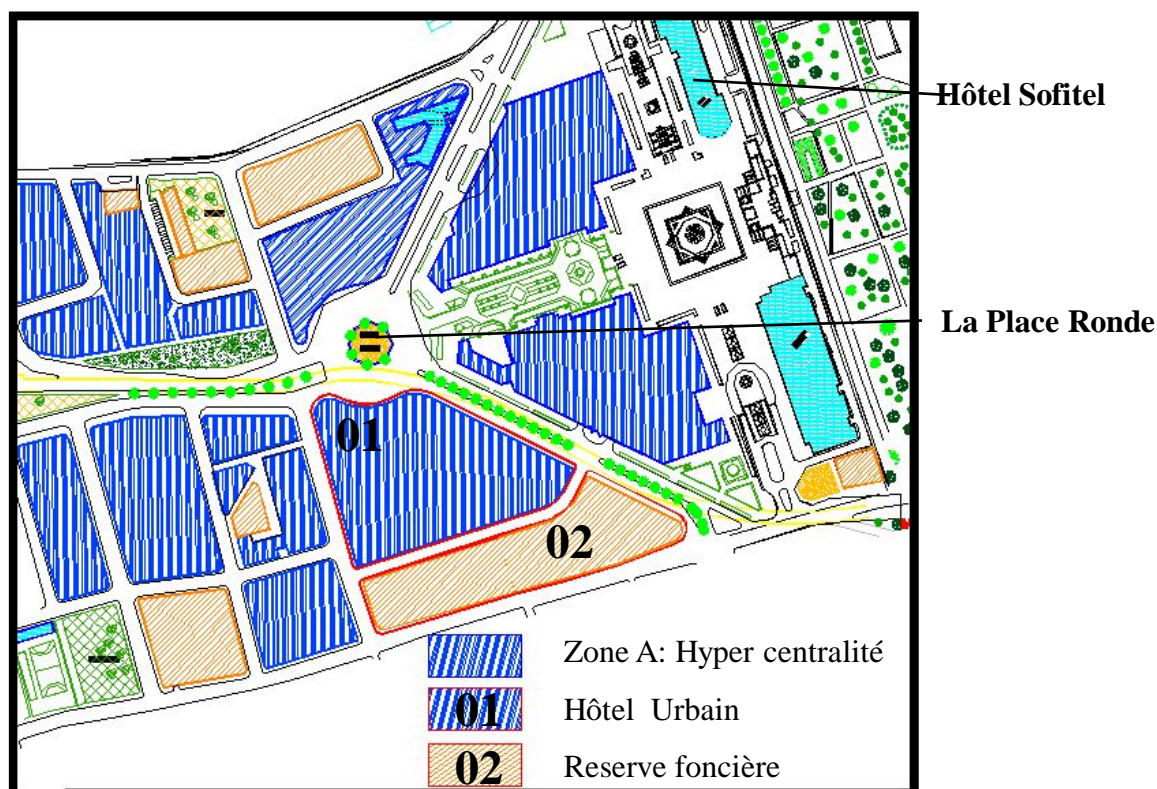 Hôtel Sofitel
La Place Ronde
01
02
Zone A: Hyper centralité
01 Hôtel Urbain
02 Reserve foncière